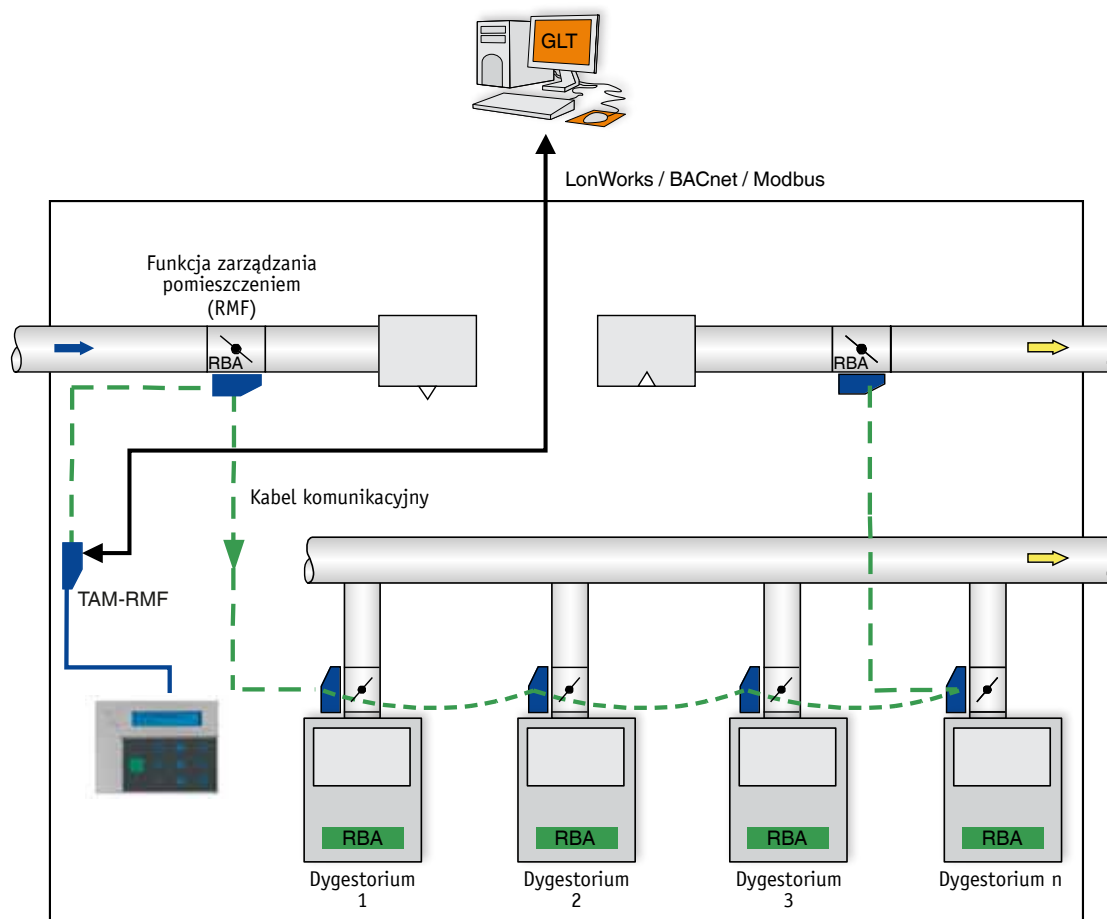 GLT
LonWorks / BACnet / Modbus
Funkcja zarządzania
pomieszczeniem
(RMF)
RBA
RBA
Kabel komunikacyjny
TAM-RMF
RBA
RBA
RBA
RBA
Dygestorium
1
Dygestorium
2
Dygestorium
3
Dygestorium n